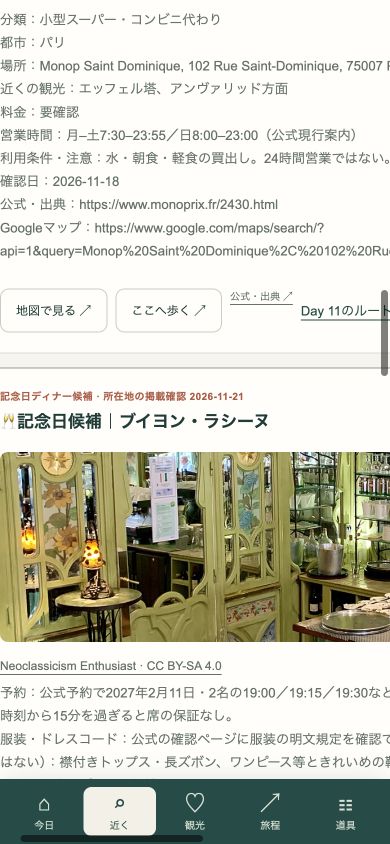 分類：小型スーパー・コンビニ代わり
都市：パリ
場所：Monop Saint Dominique, 102 Rue Saint-Dominique, 75007 P
近くの観光：エッフェル塔、アンヴァリッド方面
料金：要確認
営業時間：月–土7:30–23:55／日8:00–23:00（公式現行案内）
利用条件・注意：水・朝食・軽食の買出し。24時間営業ではない。
確認日：2026-11-18
公式・出典：https://www.monoprix.fr/2430.html
Googleマップ：https://www.google.com/maps/search/?
api=1&query=Monop%20Saint%20Dominique%2C%20102%20Ru
地図で見る ↗
ここへ歩く ↗
公式・出典 ↗
Day 11のルート
記念日ディナー候補・所在地の掲載確認 2026-11-21
🥂記念日候補｜ブイヨン・ラシーヌ
Neoclassicism Enthusiast · CC BY-SA 4.0
予約：公式予約で2027年2月11日・2名の19:00／19:15／19:30など
時刻から15分を過ぎると席の保証なし。
服装・ドレスコード：公式の確認ページに服装の明文規定を確認で
はない）：襟付きトップス・長ズボン、ワンピース等ときれいめの
今日
近く
観光
旅程
道具